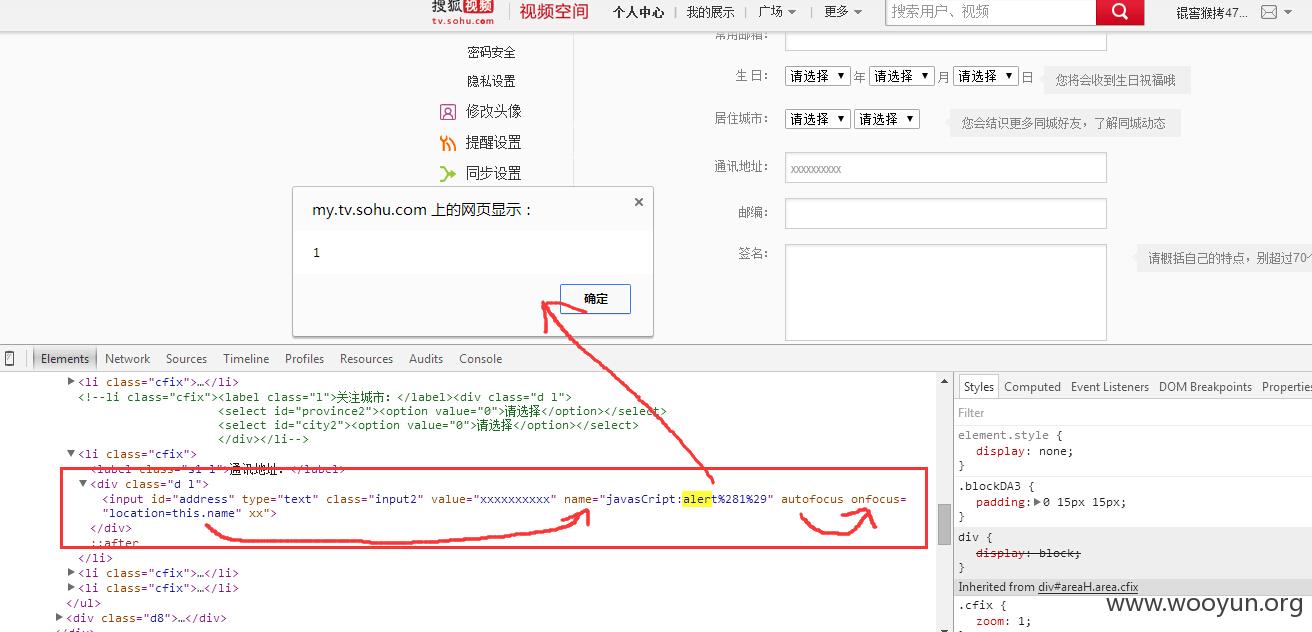 搜狐视频
tv.sohu.com
视频空间
个人中心
我的展示
广场
更多
搜索用户、视频
锟窖猴拷47...
密码安全
隐私设置
修改头像
提醒设置
同步设置
常用邮箱：
生日： 请选择 年 请选择 月 请选择 日 您将会收到生日祝福哦
居住城市： 请选择 请选择 您会结识更多同城好友，了解同城动态
通讯地址： xxxxxxxxxx
邮编：
签名： 请概括自己的特点，别超过70个
my.tv.sohu.com 上的网页显示：
×
1
确定
Elements Network Sources Timeline Profiles Resources Audits Console
<li class="cfix">…</li>
<!--li class="cfix"><label class="l">关注城市：</label><div class="d l">
<select id="province2"><option value="0">请选择</option></select>
<select id="city2"><option value="0">请选择</option></select>
</div></li-->
<li class="cfix">
<label class="s1 l">通讯地址：</label>
<div class="d l">
<input id="address" type="text" class="input2" value="xxxxxxxxxx" name="javasCript:alert%281%29" autofocus onfocus=
"location=this.name" xx">
</div>
::after
</li>
<li class="cfix">…</li>
<li class="cfix">…</li>
</ul>
<div class="d8">…</div>
</div>
Styles Computed Event Listeners DOM Breakpoints Properties
Filter
element.style {
display: none;
}
.blockDA3 {
padding: 0 15px 15px;
}
div {
display: block;
}
Inherited from div#areaH.area.cfix
.cfix {
zoom: 1;
www.wooyun.org